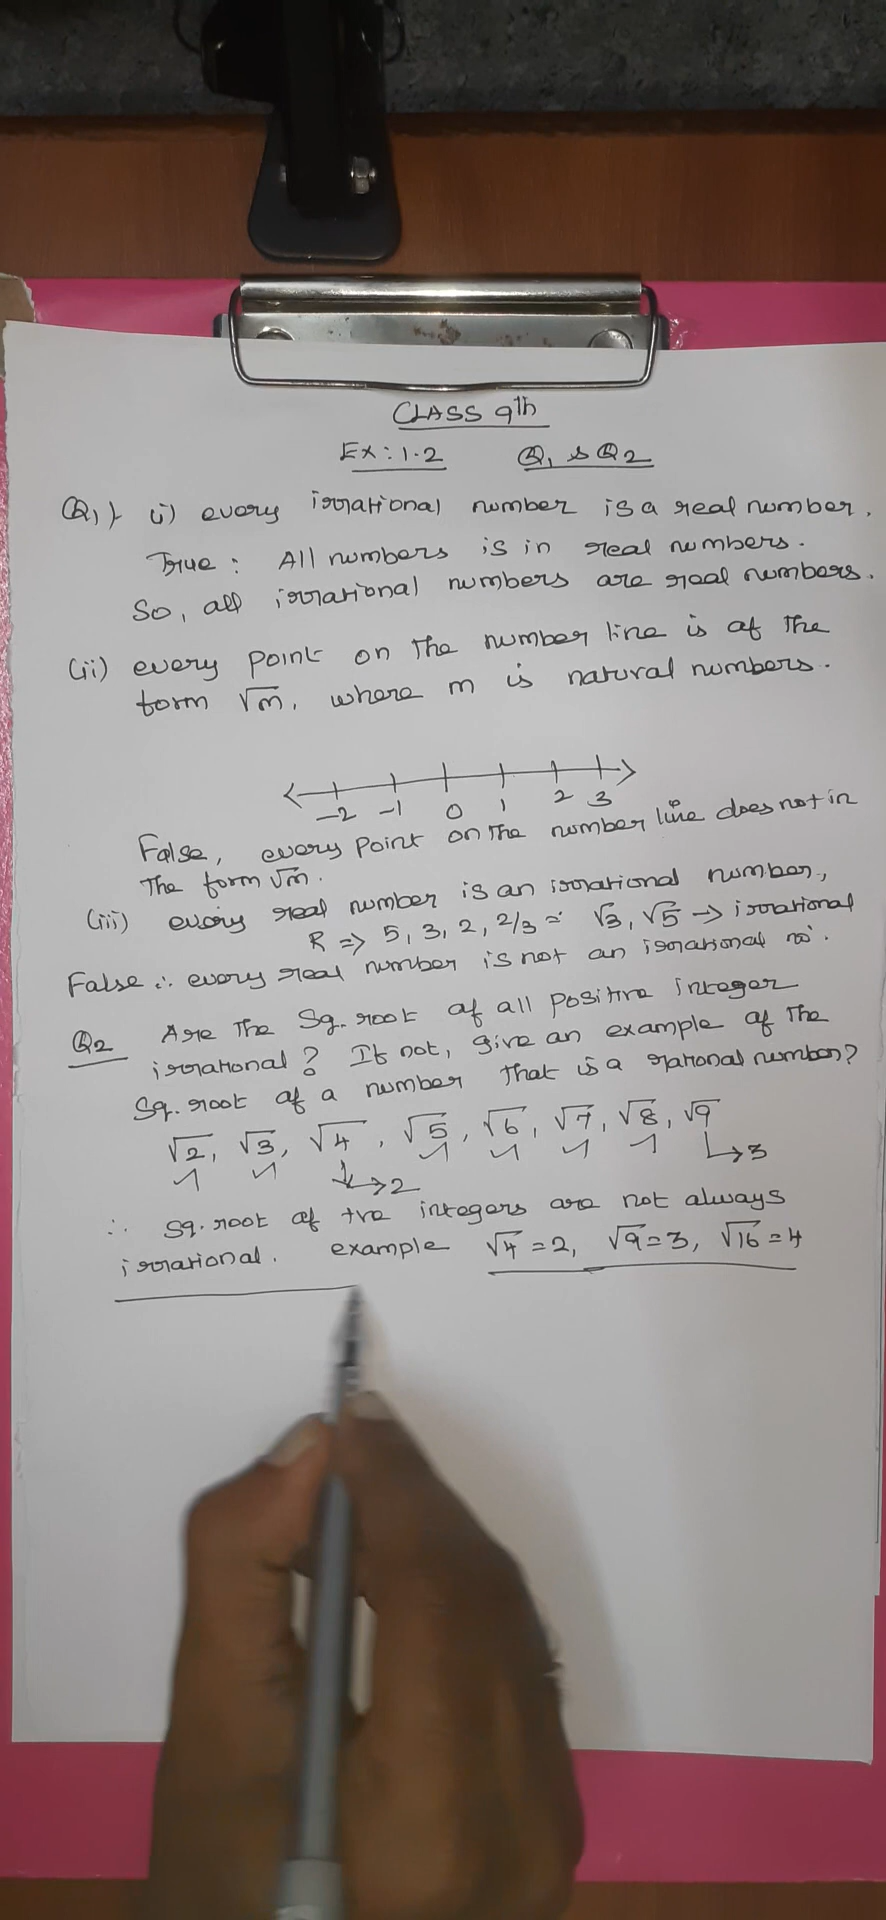 CLASS 9th
Ex: 1.2 Q1 & Q2
Q1) (i) every irrational number is a real number.
True: All numbers is in real numbers.
So, all irrational numbers are real numbers.
(ii) every point on the number line is of the
form √m, where m is natural numbers.
-2 -1 0 1 2 3
False, every point on the number line does not in
the form √m.
(iii) every real number is an irrational number.
R => 5, 3, 2, 2/3 = √3, √5 → irrational
False ∴ every real number is not an irrational no.
Q2 Are the Sq. root of all positive integer
irrational? If not, give an example of the
Sq. root of a number that is a rational number?
√2, √3, √4, √5, √6, √7, √8, √9
→2 →3
∴ sq. root of +ve integers are not always
irrational. example √4 = 2, √9 = 3, √16 = 4